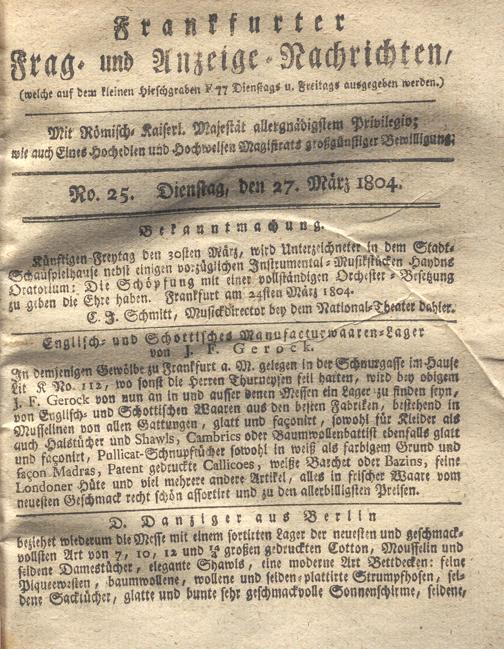 Frankfurter
Frag- und Anzeige-Nachrichten,
(welche auf dem kleinen Hirschgraben F 77 Dienstags u. Freitags ausgegeben werden.)
Mit Römisch-Kaiserl. Majestät allergnädigstem Privilegio;
wie auch Eines Hochedlen und Hochweisen Magistrats großgünstiger Bewilligung.
No. 25. Dienstag, den 27. März 1804.
Bekanntmachung.
Künftigen Freytag den 30sten März, wird Unterzeichneter in dem Stadt-
Schauspielhause nebst einigen vorzüglichen Instrumental-Musikstücken Haydns
Oratorium: Die Schöpfung mit einer vollständigen Orchester-Besetzung
zu geben die Ehre haben. Frankfurt am 24sten März 1804.
C. J. Schmitt, Musickdirector bey dem National-Theater dahier.
Englisch- und Schottisches Manufacturwaaren-Lager
von J. F. Gerock.
In demjenigen Gewölbe zu Frankfurt a. M. gelegen in der Schnurgasse im Hause
Lit K No. 112, wo sonst die Herren Thurneysen feil hatten, wird bey obigem
J. F. Gerock von nun an in und ausser denen Messen ein Lager zu finden seyn,
von Englisch- und Schottischen Waaren aus den besten Fabriken, bestehend in
Musselinen von allen Gattungen, glatt und façonirt, sowohl für Kleider als
auch Halstücher und Shawls, Cambrics oder Baumwollenbattist ebenfalls glatt
und façonirt, Pullicat-Schnupftücher sowohl in weiß als farbigem Grund und
façon Madras, Patent gedruckte Callicoes, weiße Barchet oder Bazins, feine
Londoner Hüte und viel mehrere andere Artikel, alles in frischer Waare vom
neuesten Geschmack recht schön assortirt und zu den allerbilligsten Preisen.
D. Danziger aus Berlin
beziehet wiederum die Messe mit einem sortirten Lager der neuesten und geschmack-
vollsten Art von 7, 10, 12 und großen gedruckten Cotton, Mousselin und
seidene Damestücher, elegante Shawls, eine moderne Art Bettdecken: feine
Piqueewesten, baumwollene, wollene und seiden-plattirte Strumpfhosen, sei-
dene Sacktücher, glatte und bunte sehr geschmackvolle Sonnenschirme, seidene,